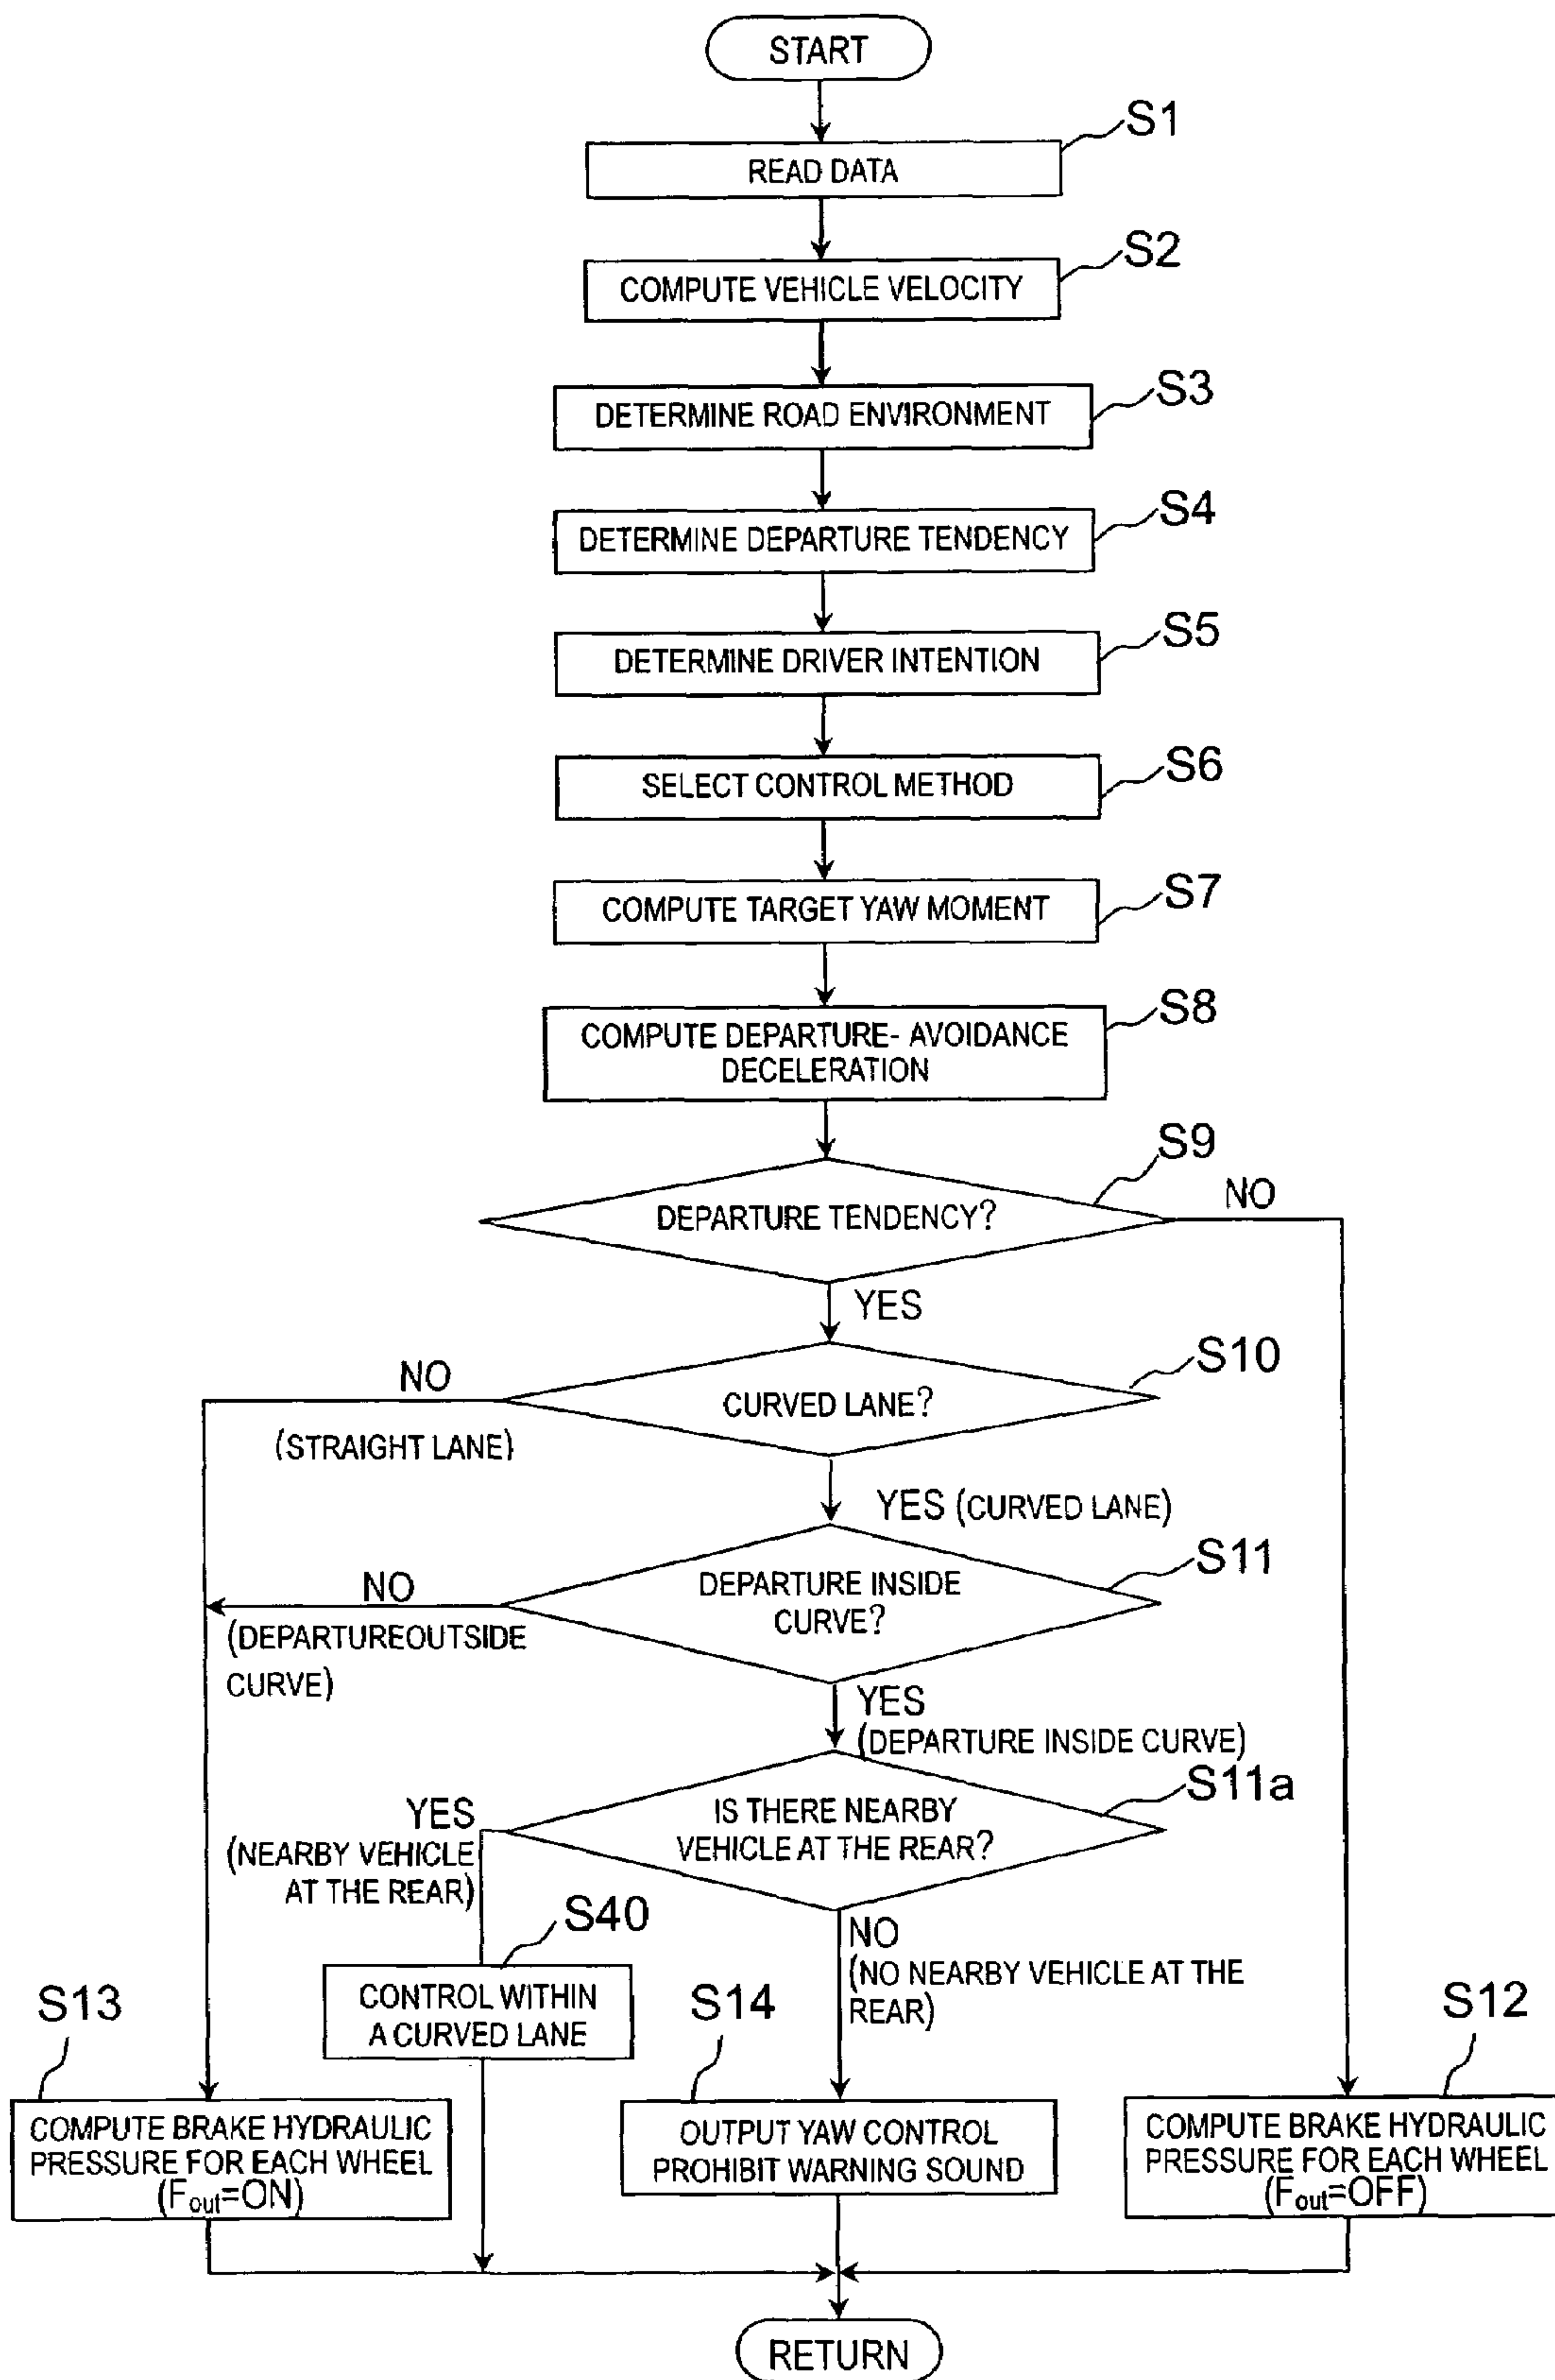 START
S1
READ DATA
S2
COMPUTE VEHICLE VELOCITY
S3
DETERMINE ROAD ENVIRONMENT
S4
DETERMINE DEPARTURE TENDENCY
S5
DETERMINE DRIVER INTENTION
S6
SELECT CONTROL METHOD
S7
COMPUTE TARGET YAW MOMENT
S8
COMPUTE DEPARTURE- AVOIDANCE
DECELERATION
S9
DEPARTURE TENDENCY?
NO
YES
S10
CURVED LANE?
NO
(STRAIGHT LANE)
YES (CURVED LANE)
S11
DEPARTURE INSIDE
CURVE?
NO
(DEPARTUREOUTSIDE
CURVE)
YES
(DEPARTURE INSIDE CURVE)
S11a
IS THERE NEARBY
VEHICLE AT THE REAR?
YES
(NEARBY VEHICLE
AT THE REAR)
NO
(NO NEARBY VEHICLE AT THE
REAR)
S40
CONTROL WITHIN
A CURVED LANE
S13
COMPUTE BRAKE HYDRAULIC
PRESSURE FOR EACH WHEEL
(Fout=ON)
S14
OUTPUT YAW CONTROL
PROHIBIT WARNING SOUND
S12
COMPUTE BRAKE HYDRAULIC
PRESSURE FOR EACH WHEEL
(Fout=OFF)
RETURN